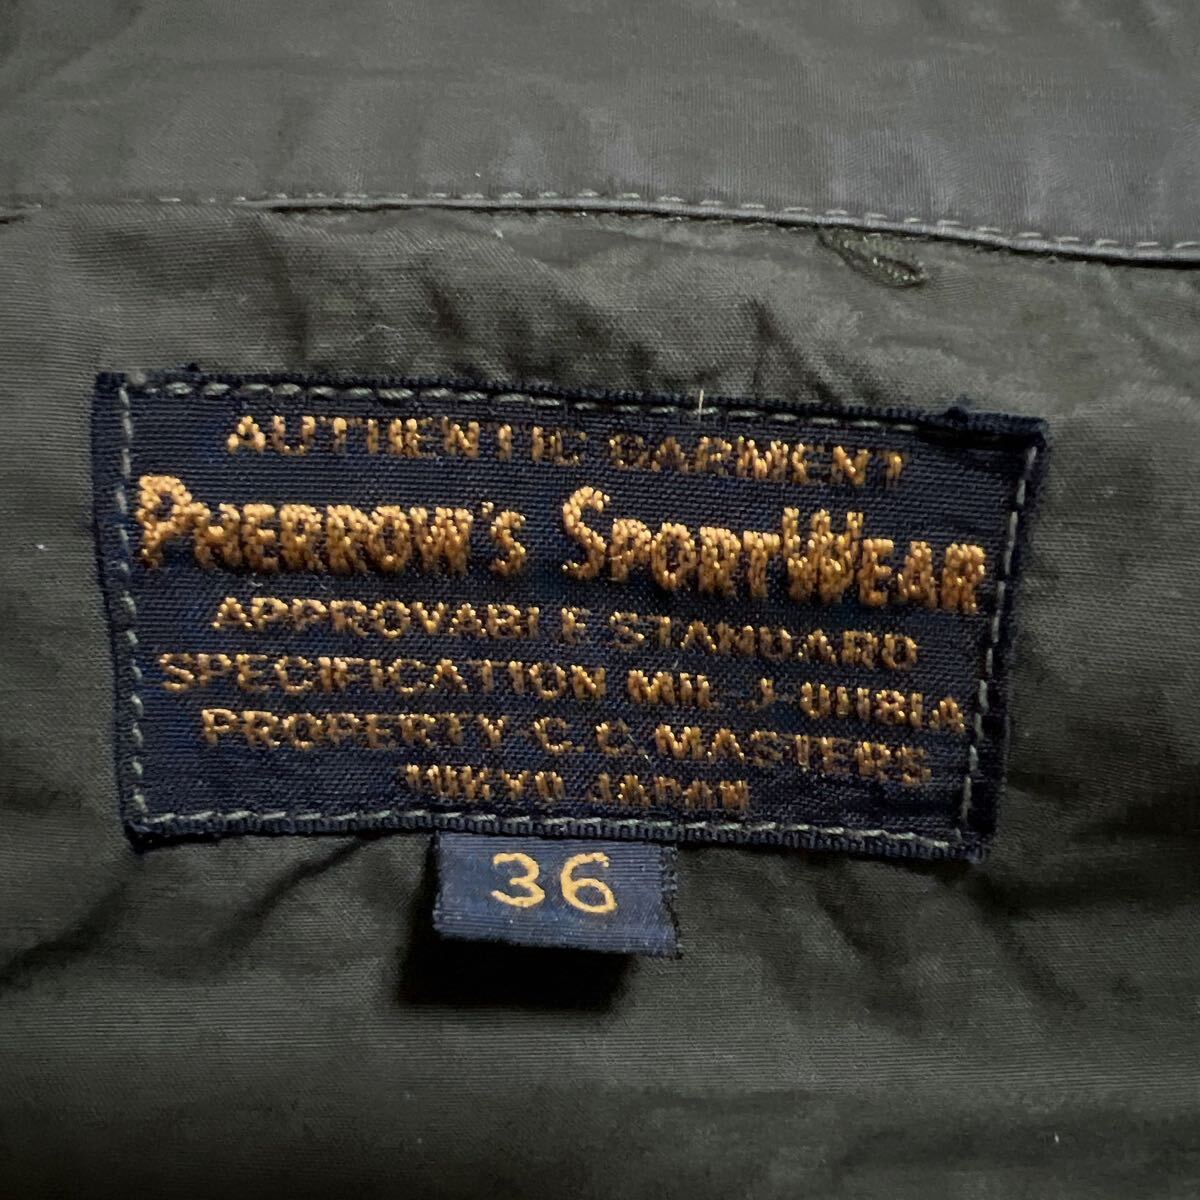 AUTHENTIC GARMENT
PHERROW'S SPORTWEAR
APPROVABLE STANDARD
SPECIFICATION MIL
PROPERTY C.C.MASTERS
TOKYO JAPAN
36